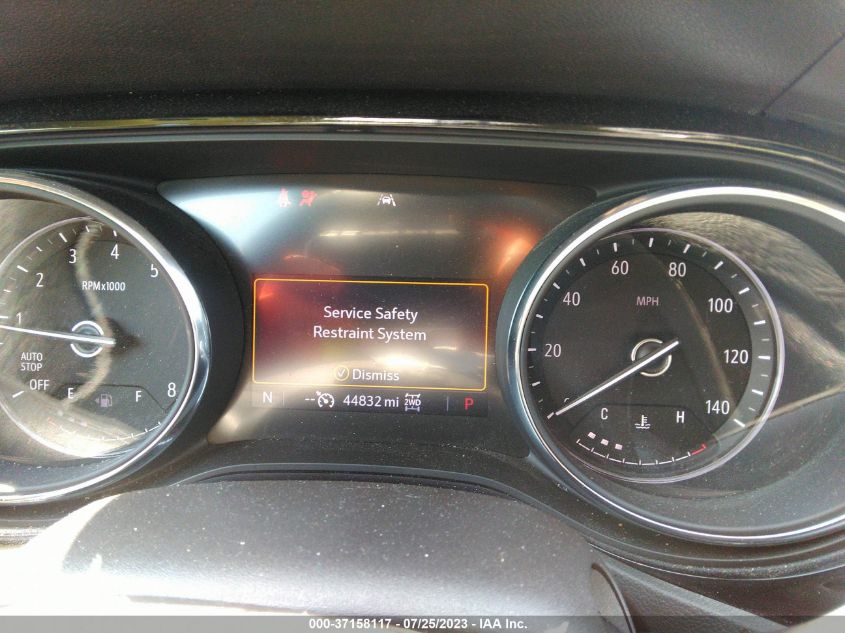 3 4
2 5
RPMx1000
1
AUTO
STOP
OFF E F 8
Service Safety
Restraint System
Dismiss
N -- 44832 mi 2WD P
60 80
40 MPH 100
20 120
C H 140
000-37158117 - 07/25/2023 - IAA Inc.